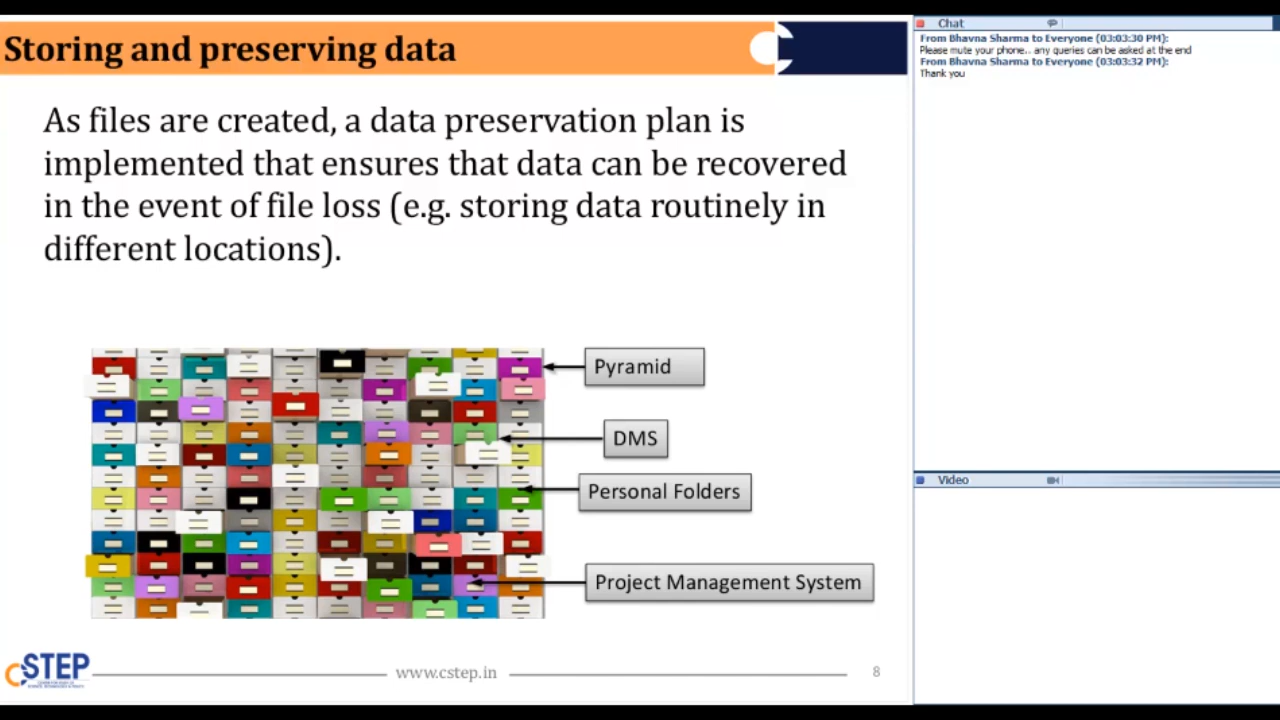 Storing and preserving data
As files are created, a data preservation plan is
implemented that ensures that data can be recovered
in the event of file loss (e.g. storing data routinely in
different locations).
Pyramid
DMS
Personal Folders
Project Management System
CSTEP
www.cstep.in
8
Chat
From Bhavna Sharma to Everyone (03:03:30 PM):
Please mute your phone.. any queries can be asked at the end
From Bhavna Sharma to Everyone (03:03:32 PM):
Thank you
Video